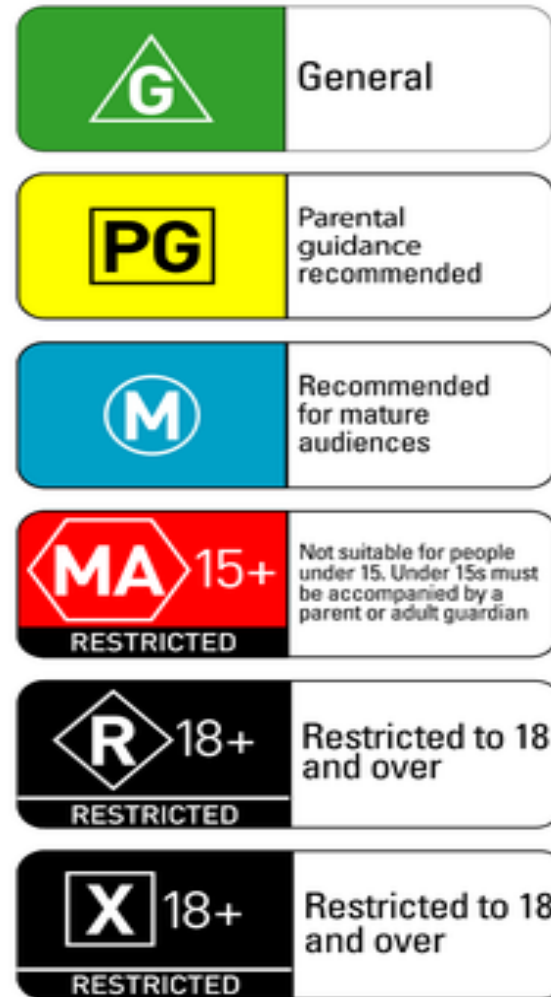 G
General
PG
Parental
guidance
recommended
M
Recommended
for mature
audiences
MA 15+
RESTRICTED
Not suitable for people
under 15. Under 15s must
be accompanied by a
parent or adult guardian
R 18+
RESTRICTED
Restricted to 18
and over
X 18+
RESTRICTED
Restricted to 18
and over